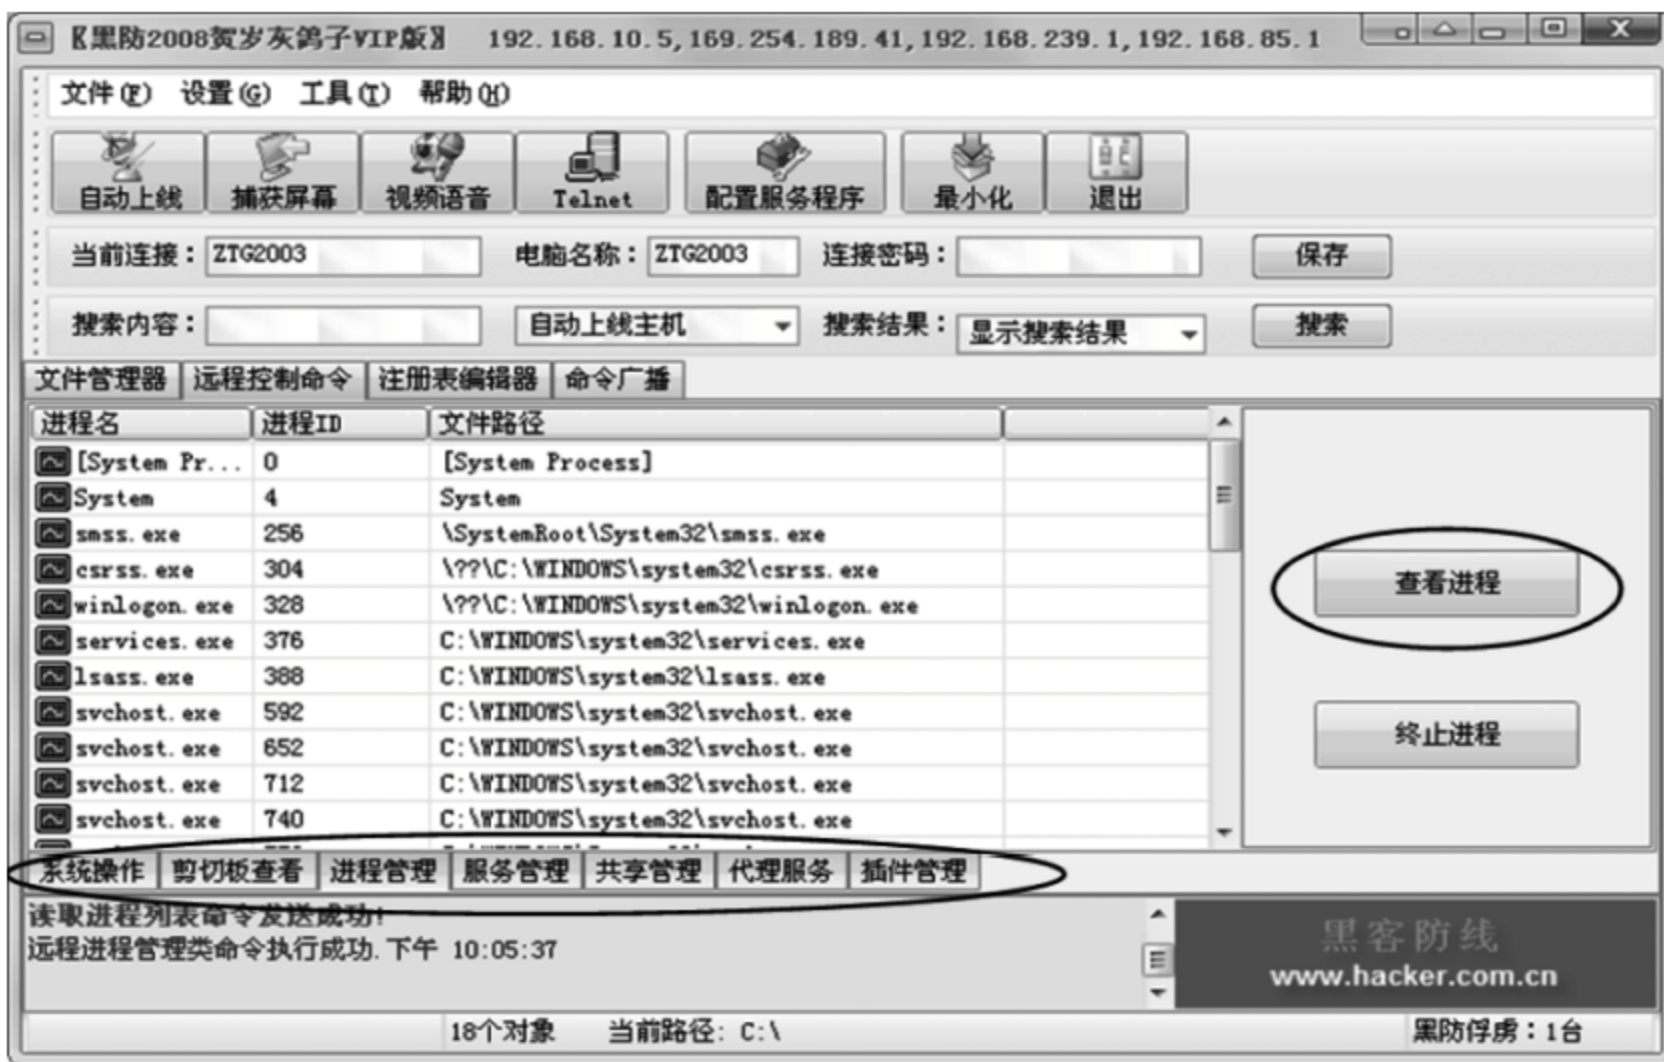 〖黑防2008贺岁灰鸽子VIP版〗 192.168.10.5,169.254.189.41,192.168.239.1,192.168.85.1
文件(F) 设置(G) 工具(T) 帮助(H)
自动上线 捕获屏幕 视频语音 Telnet 配置服务程序 最小化 退出
当前连接: ZTG2003 电脑名称: ZTG2003 连接密码: 保存
搜索内容: 自动上线主机 搜索结果: 显示搜索结果 搜索
文件管理器 远程控制命令 注册表编辑器 命令广播
进程名 进程ID 文件路径
[System Pr... 0 [System Process]
System 4 System
smss.exe 256 \SystemRoot\System32\smss.exe
csrss.exe 304 \??\C:\WINDOWS\system32\csrss.exe
winlogon.exe 328 \??\C:\WINDOWS\system32\winlogon.exe
services.exe 376 C:\WINDOWS\system32\services.exe
lsass.exe 388 C:\WINDOWS\system32\lsass.exe
svchost.exe 592 C:\WINDOWS\system32\svchost.exe
svchost.exe 652 C:\WINDOWS\system32\svchost.exe
svchost.exe 712 C:\WINDOWS\system32\svchost.exe
svchost.exe 740 C:\WINDOWS\system32\svchost.exe
查看进程
终止进程
系统操作 剪切板查看 进程管理 服务管理 共享管理 代理服务 插件管理
读取进程列表命令发送成功!
远程进程管理类命令执行成功.下午 10:05:37
黑客防线
www.hacker.com.cn
18个对象 当前路径: C:\ 黑防俘虏:1台